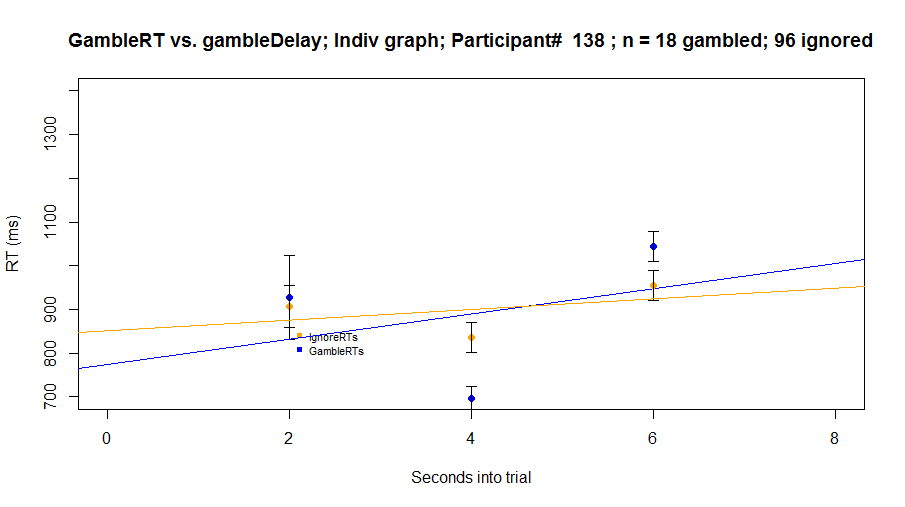 GambleRT vs. gambleDelay; Indiv graph; Participant#  138 ; n = 18 gambled; 96 ignored
RT (ms)
1300
1100
900
800
700
IgnoreRTs
GambleRTs
0 2 4 6 8
Seconds into trial